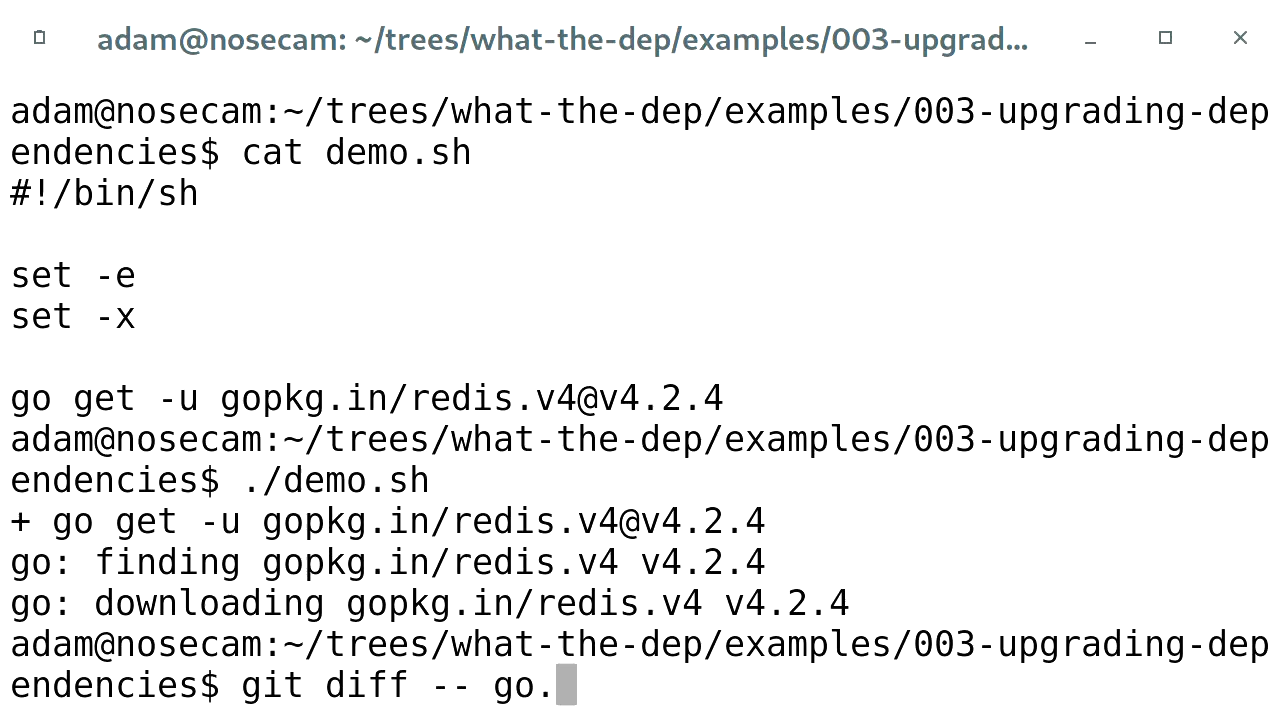 adam@nosecam: ~/trees/what-the-dep/examples/003-upgrad...
adam@nosecam:~/trees/what-the-dep/examples/003-upgrading-dep
endencies$ cat demo.sh
#!/bin/sh
set -e
set -x
go get -u gopkg.in/redis.v4@v4.2.4
adam@nosecam:~/trees/what-the-dep/examples/003-upgrading-dep
endencies$ ./demo.sh
+ go get -u gopkg.in/redis.v4@v4.2.4
go: finding gopkg.in/redis.v4 v4.2.4
go: downloading gopkg.in/redis.v4 v4.2.4
adam@nosecam:~/trees/what-the-dep/examples/003-upgrading-dep
endencies$ git diff -- go.